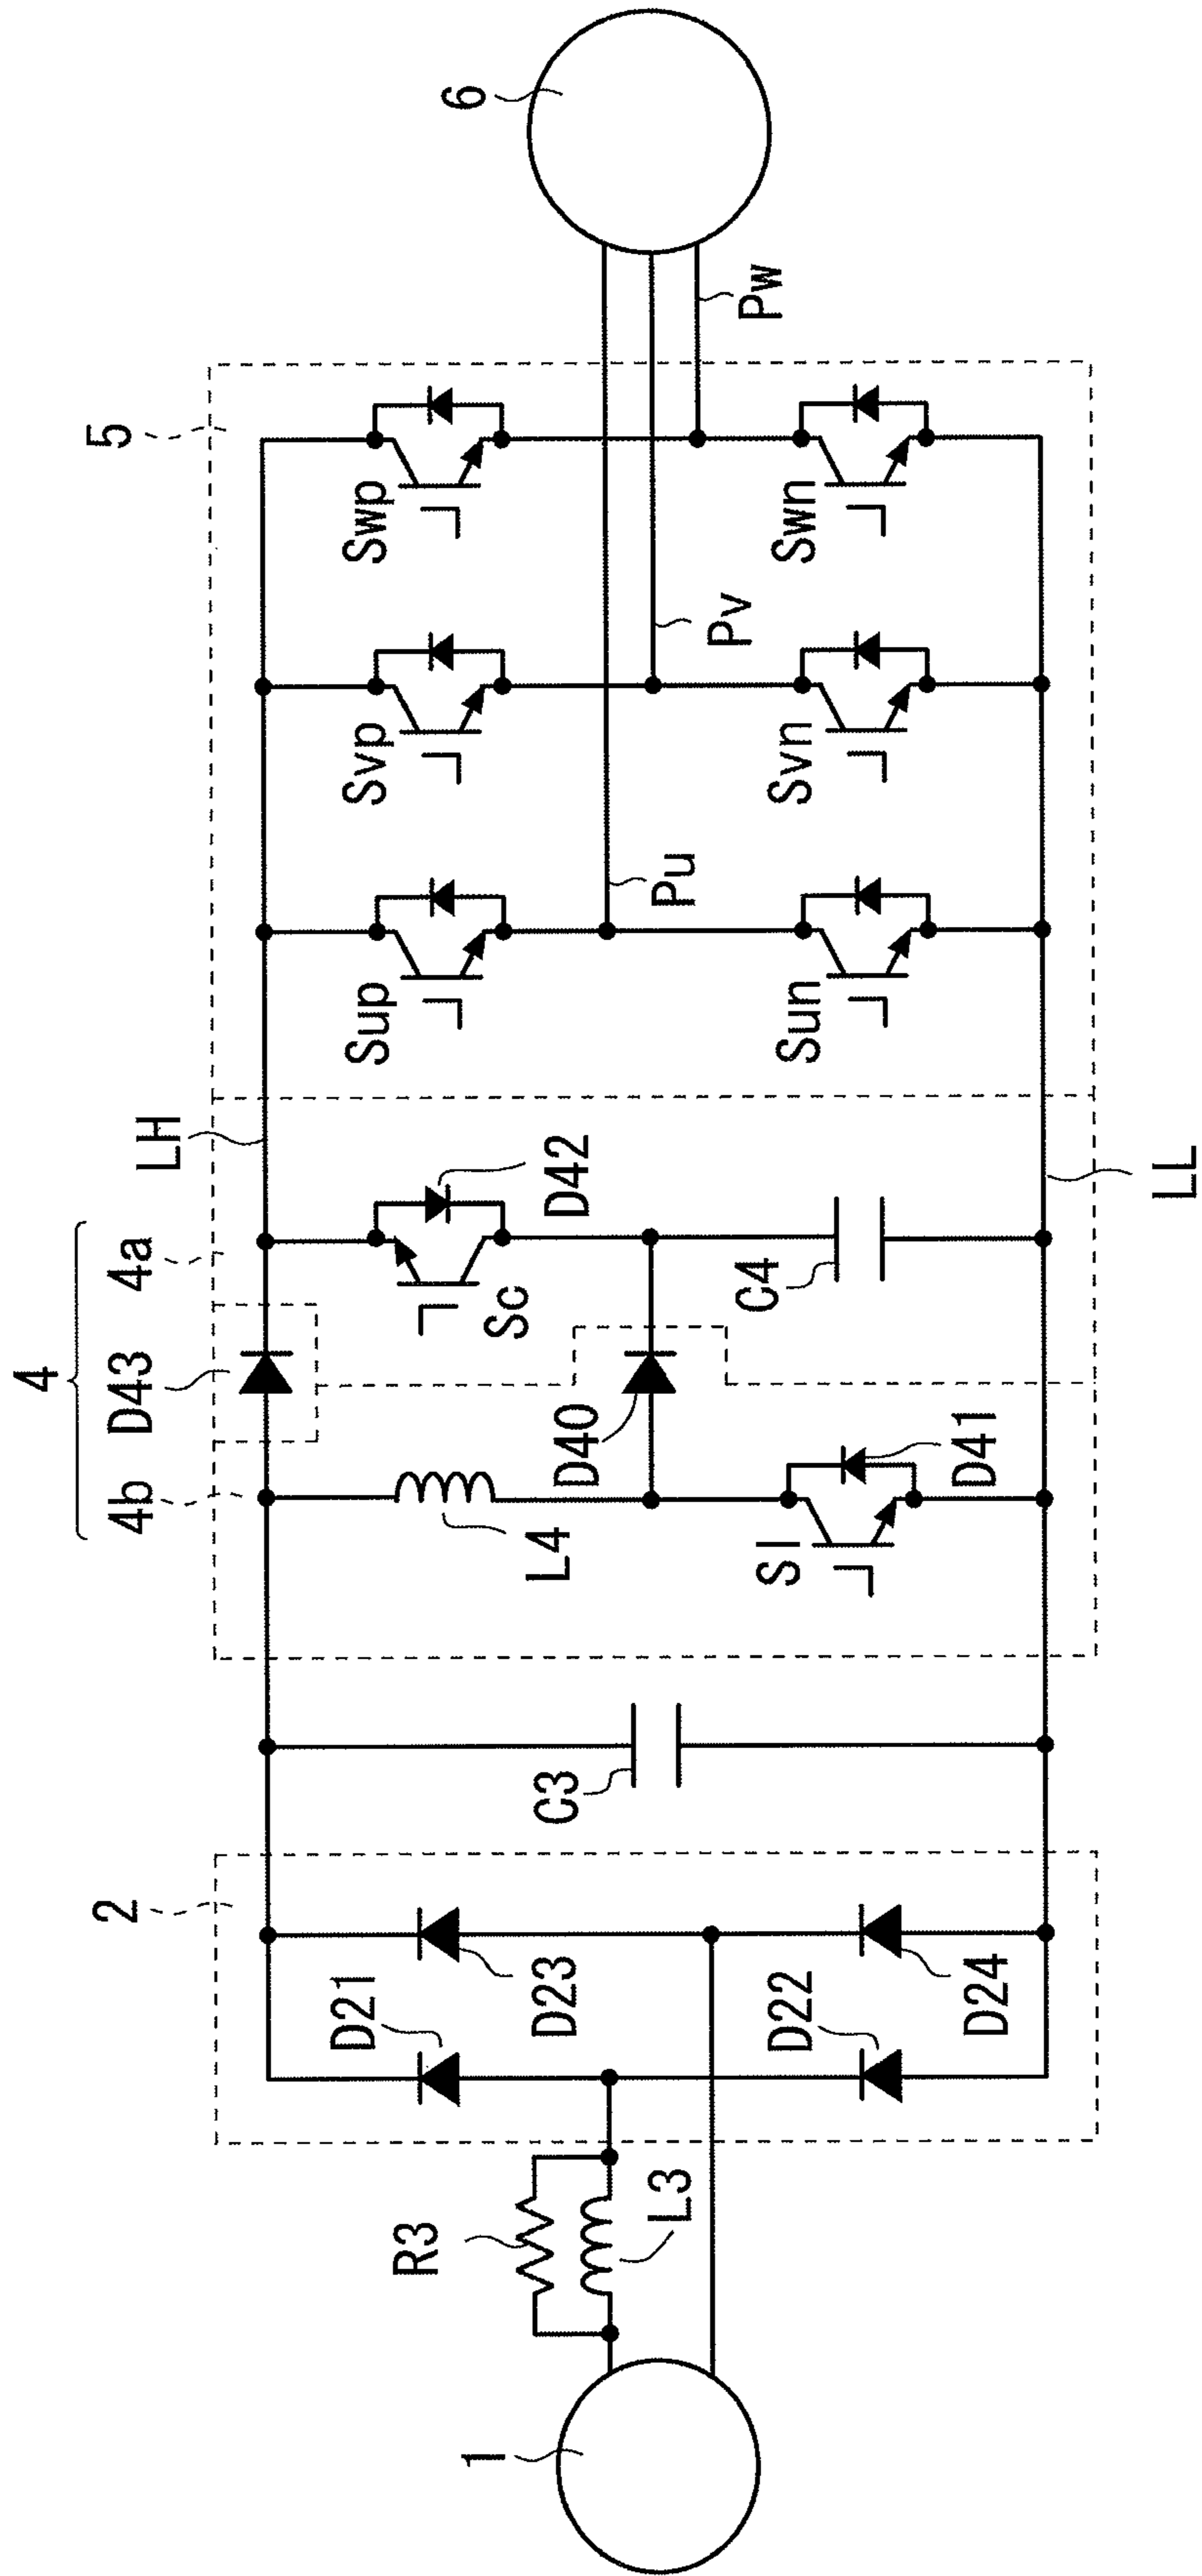 1
R3
L3
2
D21
D23
D22
D24
C3
4
4b
D43
4a
L4
Sl
D41
D40
Sc
D42
C4
LH
LL
5
Sup
Svp
Swp
Sun
Svn
Swn
Pu
Pv
Pw
6